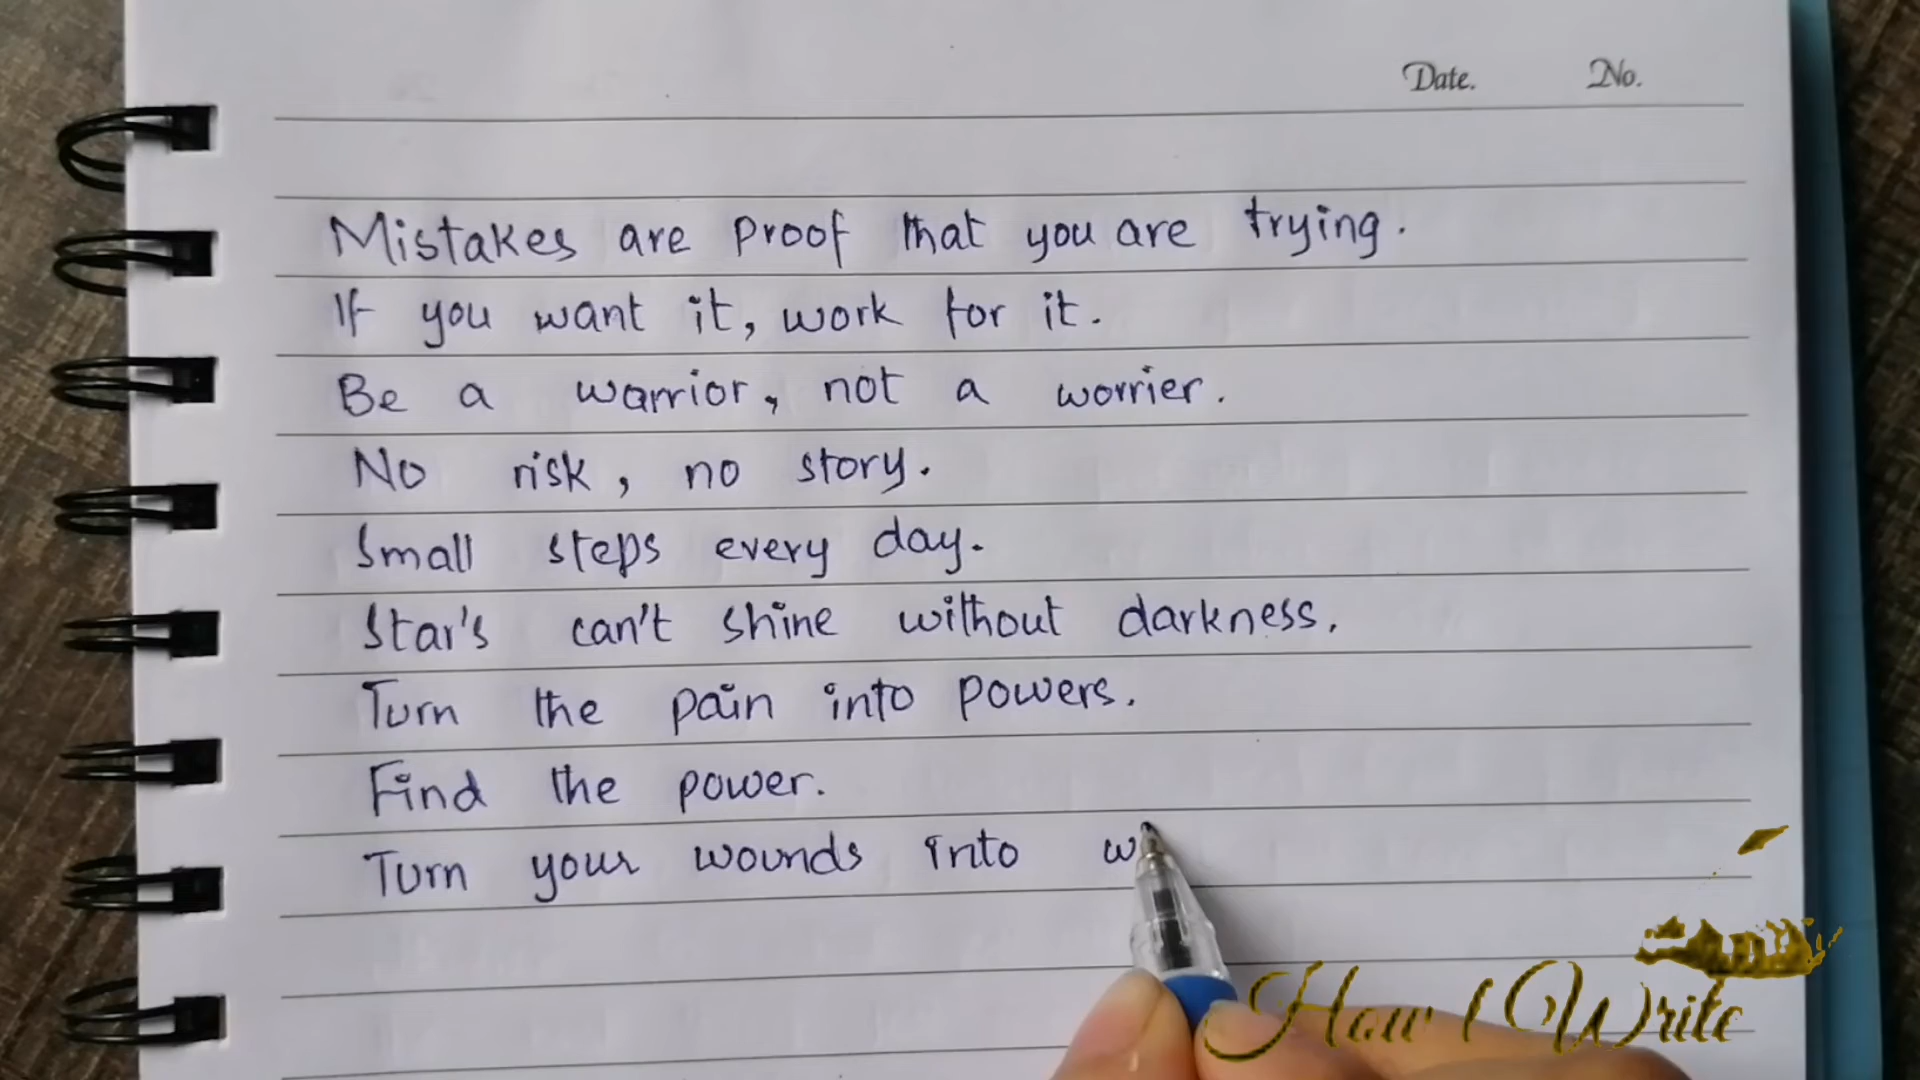 Date. No.
Mistakes are proof that you are trying.
If you want it, work for it.
Be a warrior, not a worrier.
No risk, no story.
Small steps every day.
Star's can't shine without darkness.
Turn the pain into powers.
Find the power.
Turn your wounds into w
How I Write